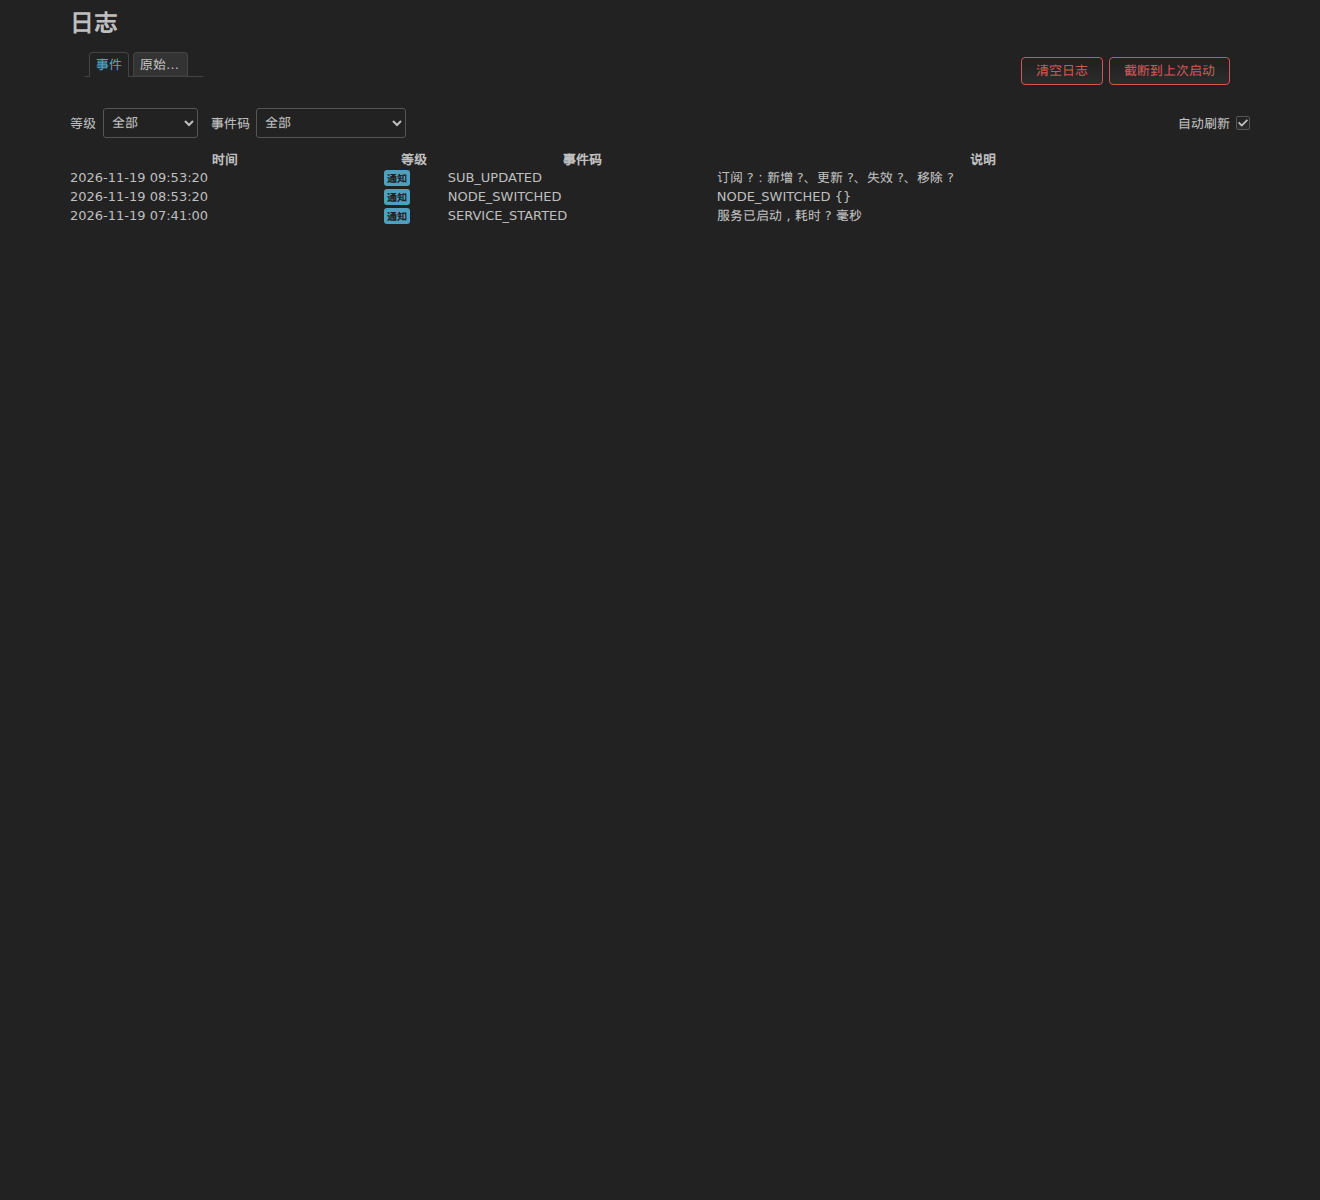 日志
事件 原始... 清空日志 截断到上次启动
等级 全部 事件码 全部 自动刷新
时间 等级 事件码 说明
2026-11-19 09:53:20 通知 SUB_UPDATED 订阅 ? : 新增 ?、更新 ?、失效 ?、移除 ?
2026-11-19 08:53:20 通知 NODE_SWITCHED NODE_SWITCHED {}
2026-11-19 07:41:00 通知 SERVICE_STARTED 服务已启动 , 耗时 ? 毫秒